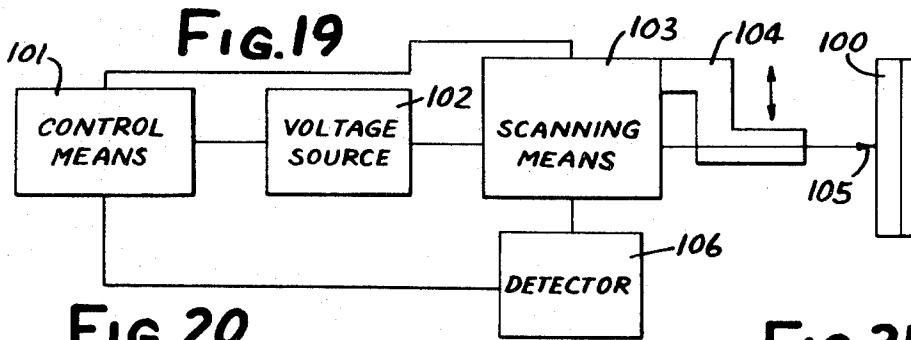 FIG.19
101
CONTROL
MEANS
102
VOLTAGE
SOURCE
103
SCANNING
MEANS
104
100
105
106
DETECTOR
FIG.20